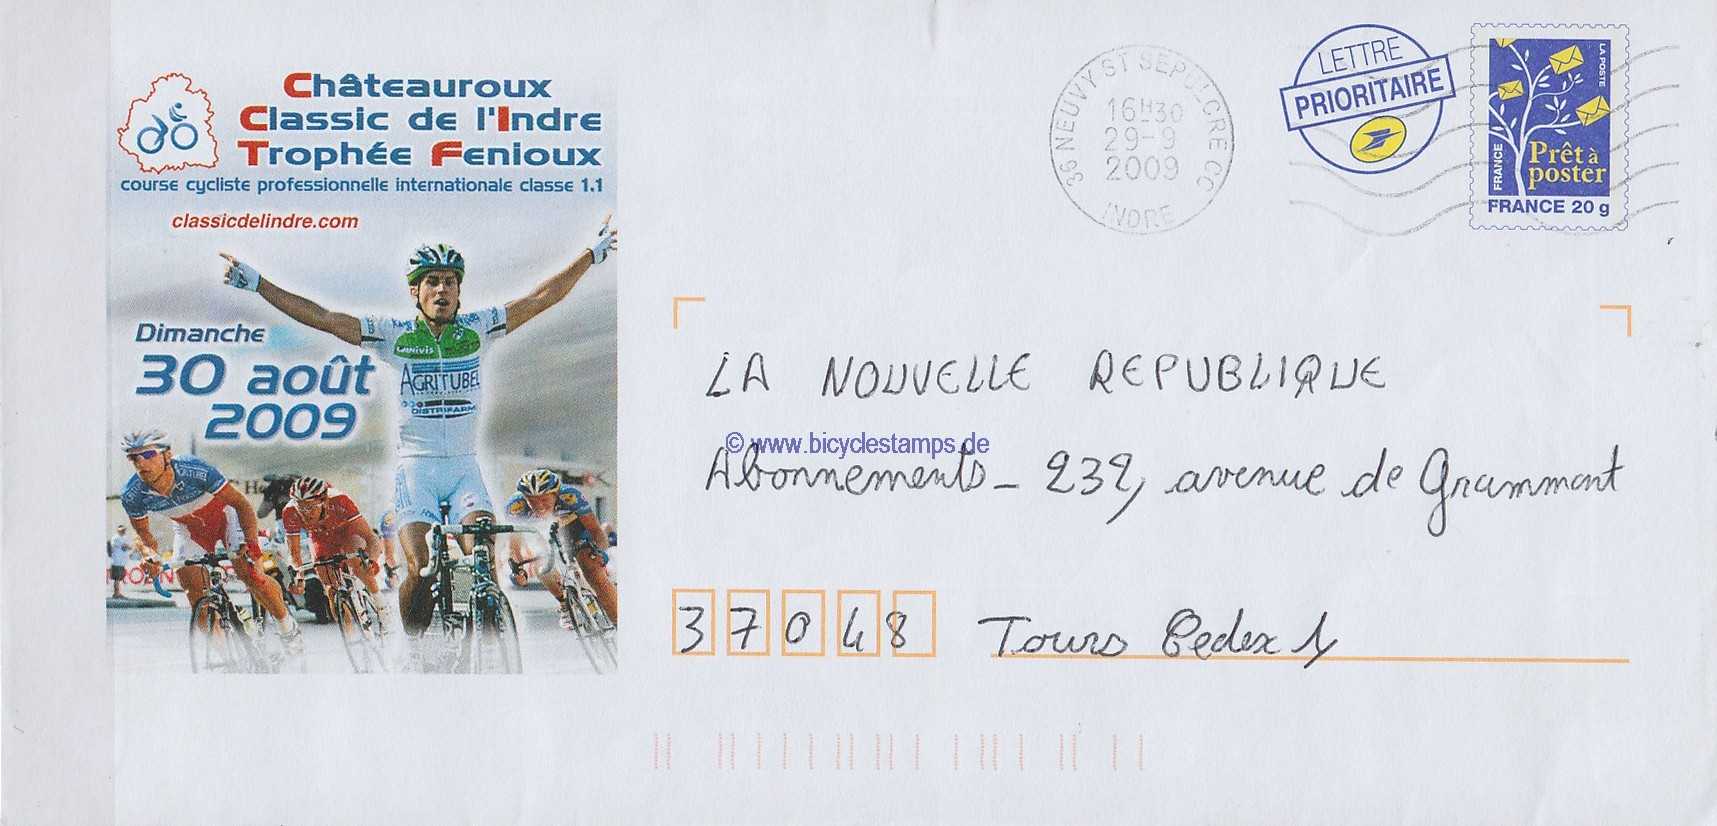 Châteauroux
Classic de l'Indre
Trophée Fenioux
course cycliste professionnelle internationale classe 1.1
classicdelindre.com
Dimanche
30 août
2009
AGRITUBEL
DISTRIFARM
36 NEUVY ST SEPULCRE CC
16H30
29-9
2009
INDRE
LETTRE
PRIORITAIRE
LA POSTE
FRANCE
Prêt à
poster
FRANCE 20 g
LA NOUVELLE REPUBLIQUE
© www.bicyclestamps.de
Abonnements - 232, avenue de Grammont
37048 Tours Cedex 1